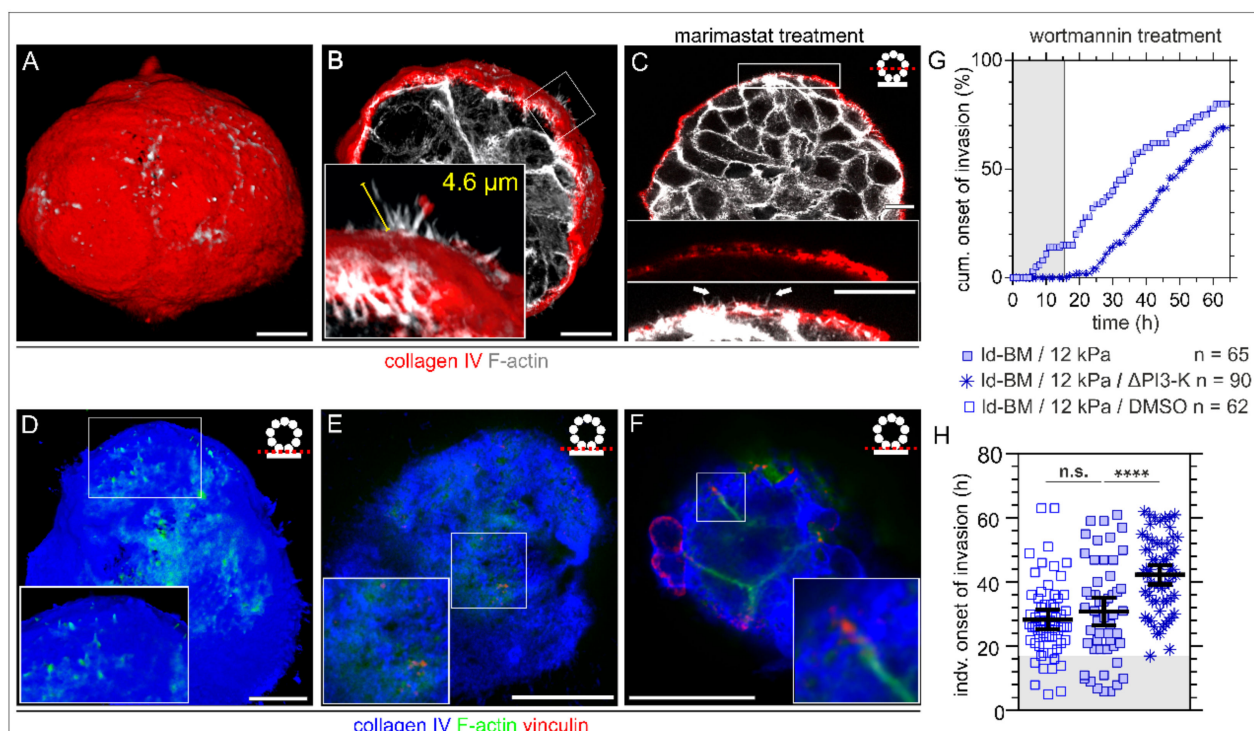 marimastat treatment
wortmannin treatment
A
B
C
G
4.6 µm
collagen IV F-actin
cum. onset of invasion (%)
100
50
0
0 10 20 30 40 50 60
time (h)
ld-BM / 12 kPa n = 65
ld-BM / 12 kPa / ΔPI3-K n = 90
ld-BM / 12 kPa / DMSO n = 62
D
E
F
H
collagen IV F-actin vinculin
indv. onset of invasion (h)
80
60
40
20
0
n.s.
****